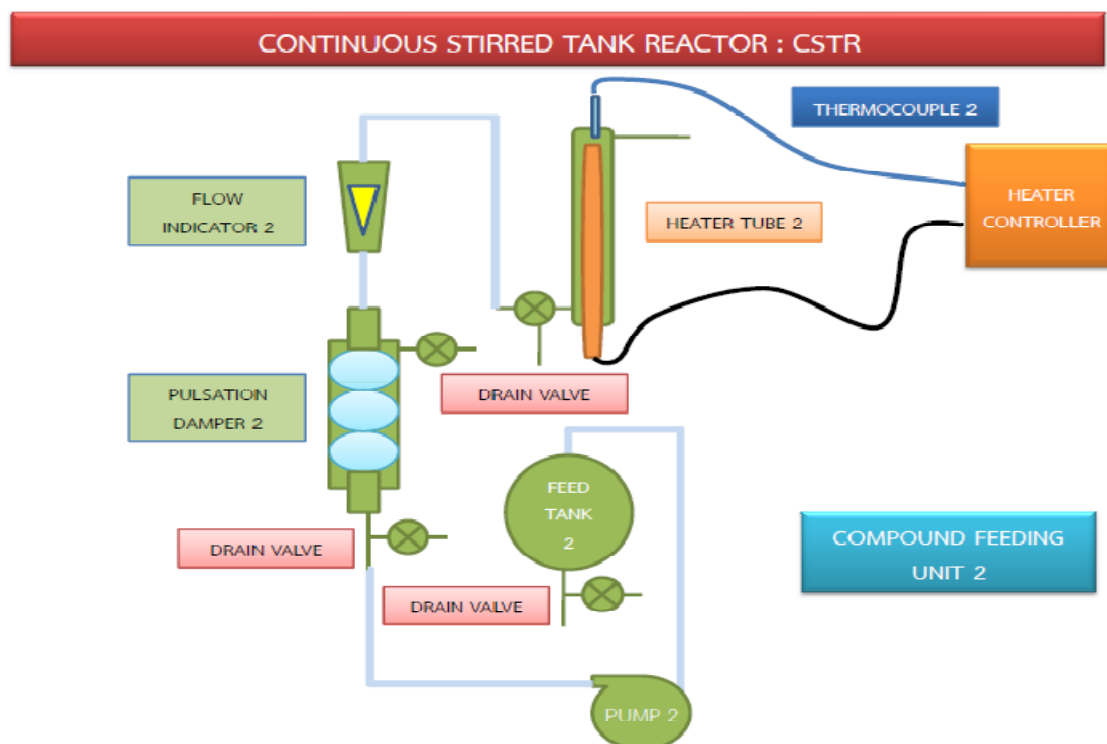 CONTINUOUS STIRRED TANK REACTOR : CSTR
THERMOCOUPLE 2
FLOW
INDICATOR 2
HEATER TUBE 2
HEATER
CONTROLLER
PULSATION
DAMPER 2
DRAIN VALVE
FEED
TANK
2
DRAIN VALVE
DRAIN VALVE
COMPOUND FEEDING
UNIT 2
PUMP 2